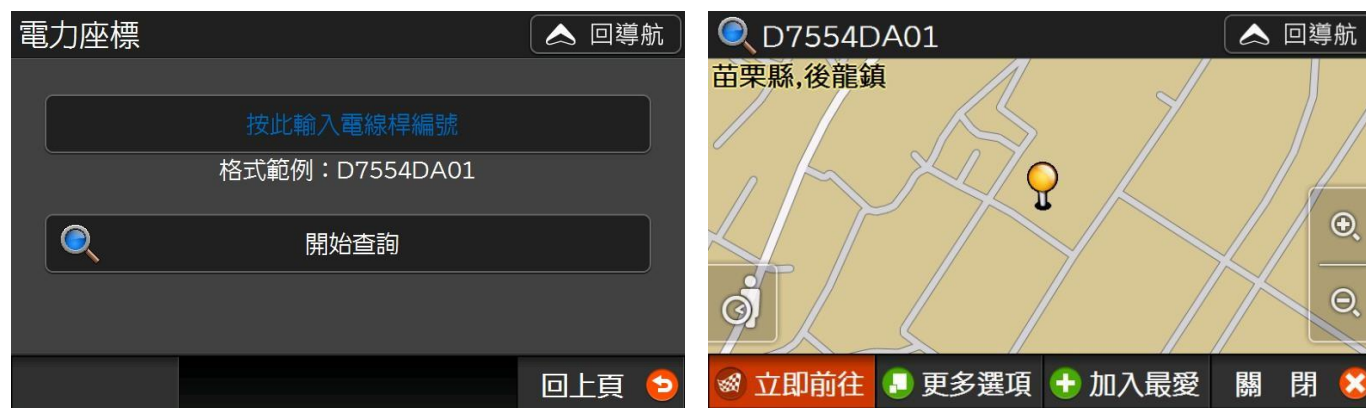 電力座標
回導航
按此輸入電線桿編號
格式範例：D7554DA01
開始查詢
回上頁
D7554DA01
回導航
苗栗縣,後龍鎮
立即前往
更多選項
加入最愛
關 閉